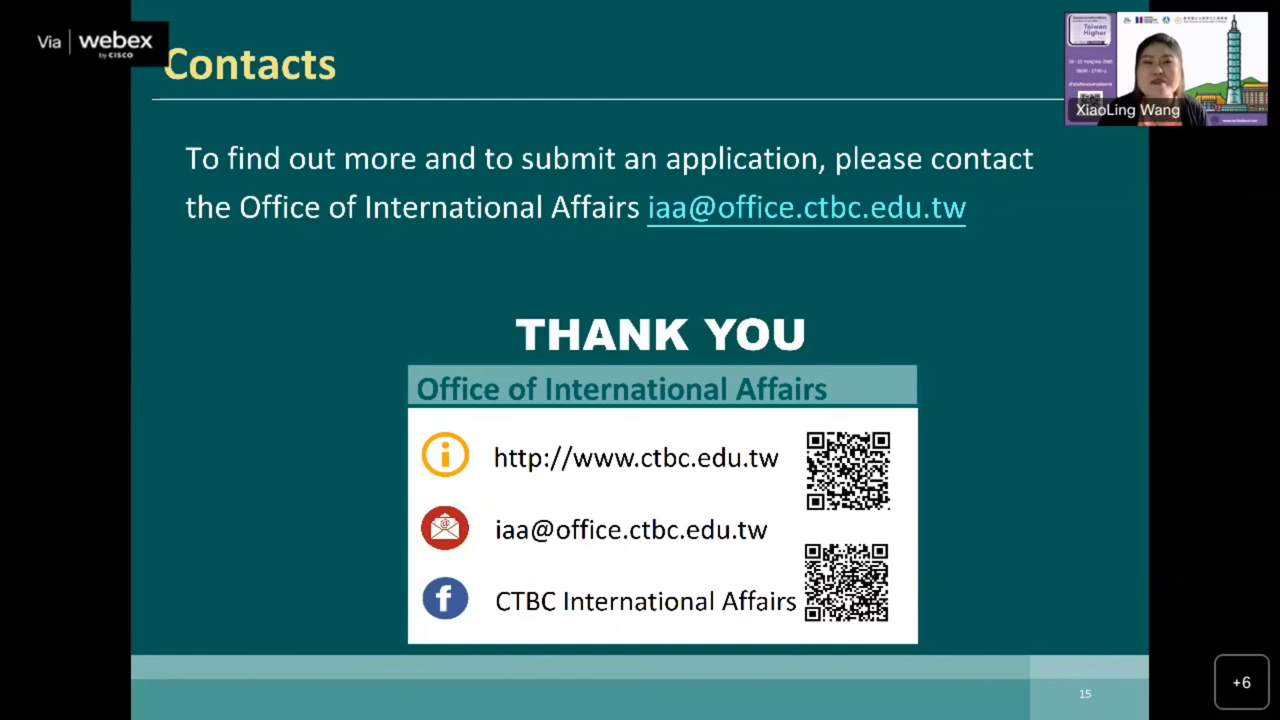 Via webex
by CISCO
Contacts
Taiwan
Higher
XiaoLing Wang
To find out more and to submit an application, please contact
the Office of International Affairs iaa@office.ctbc.edu.tw
THANK YOU
Office of International Affairs
http://www.ctbc.edu.tw
iaa@office.ctbc.edu.tw
CTBC International Affairs
15
+6